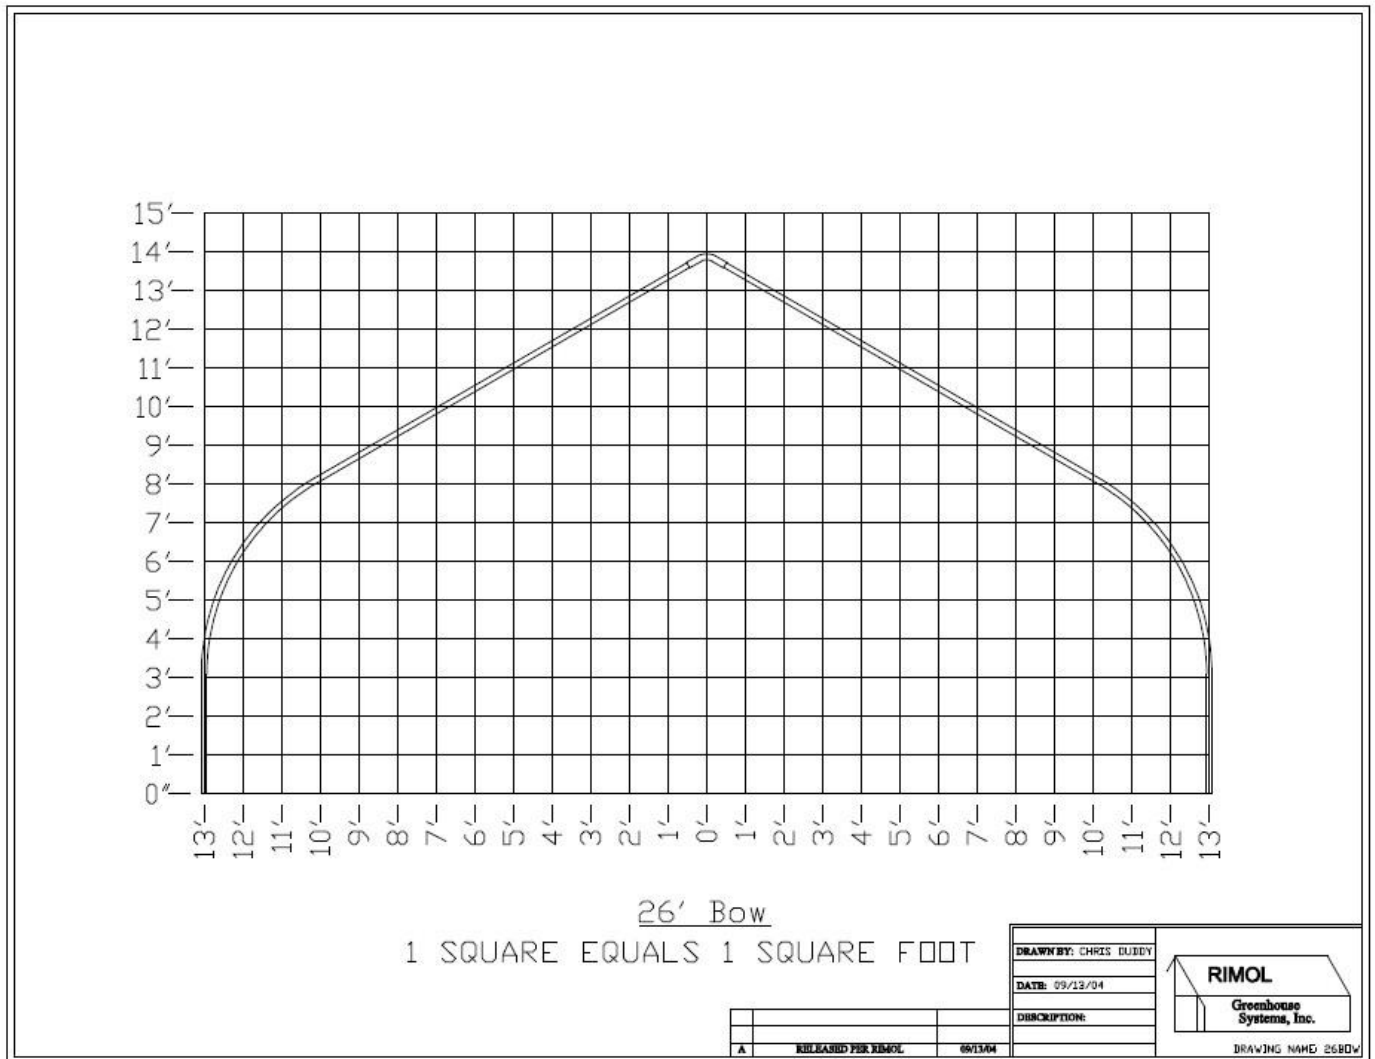 15'
14'
13'
12'
11'
10'
9'
8'
7'
6'
5'
4'
3'
2'
1'
0"
13' 12' 11' 10' 9' 8' 7' 6' 5' 4' 3' 2' 1' 0' 1' 2' 3' 4' 5' 6' 7' 8' 9' 10' 11' 12' 13'
26' Bow
1 SQUARE EQUALS 1 SQUARE FOOT
DRAWN BY: CHRIS DUDDY
DATE: 09/13/04
DESCRIPTION:
A RELEASED PER RIMOL 09/13/04
RIMOL
Greenhouse
Systems, Inc.
DRAWING NAME: 26BOW